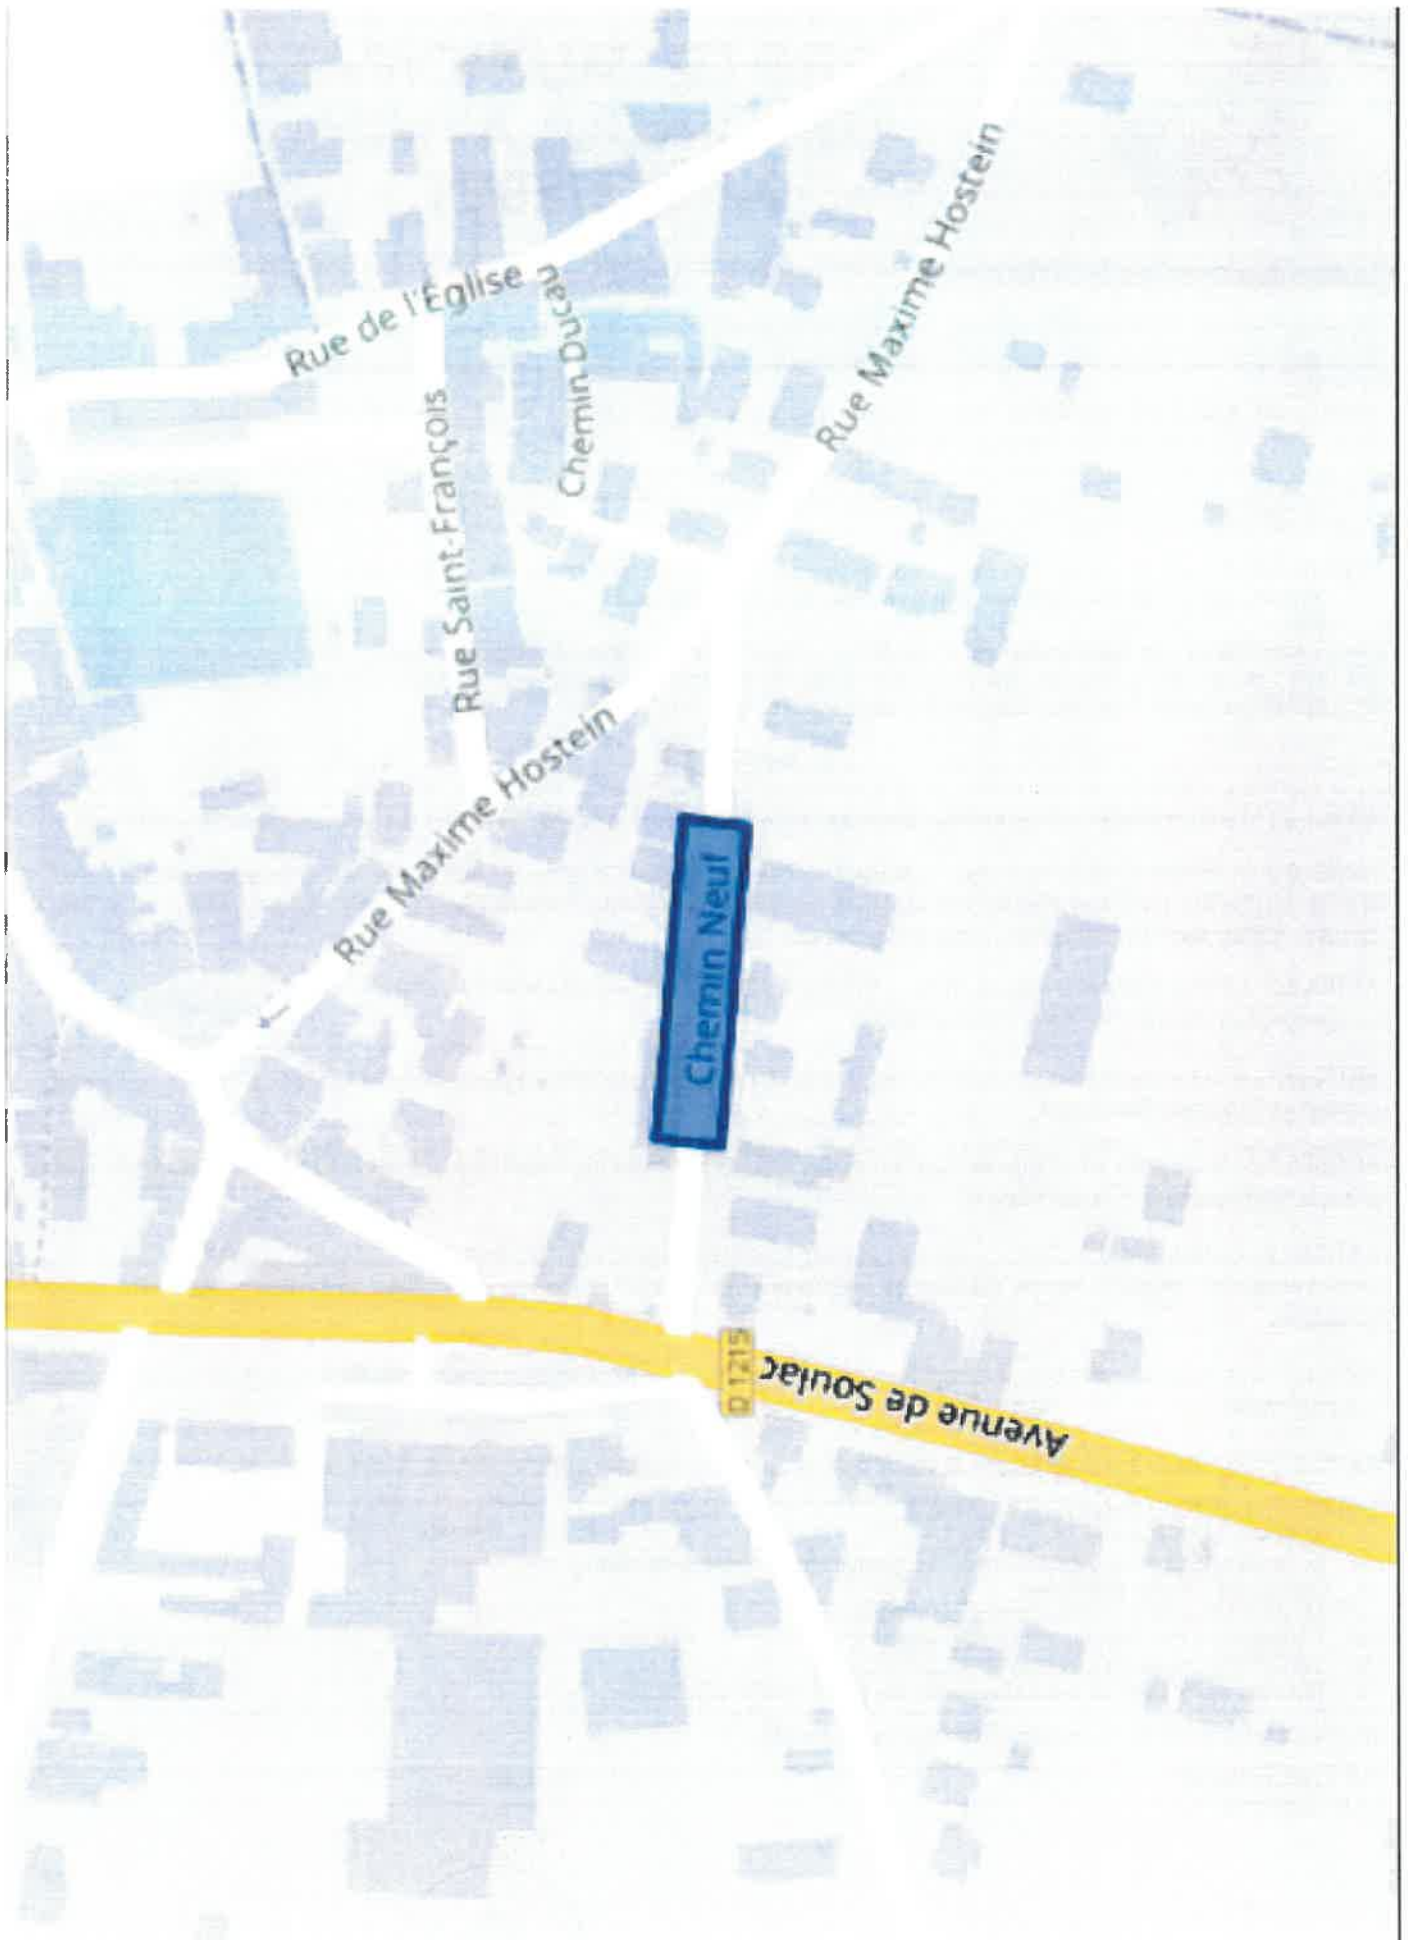 Rue Maxime Hostein
Rue de l'Église
Chemin Ducau
Rue Saint-François
Rue Maxime Hostein
Chemin Neuf
D 1215
Avenue de Soulac